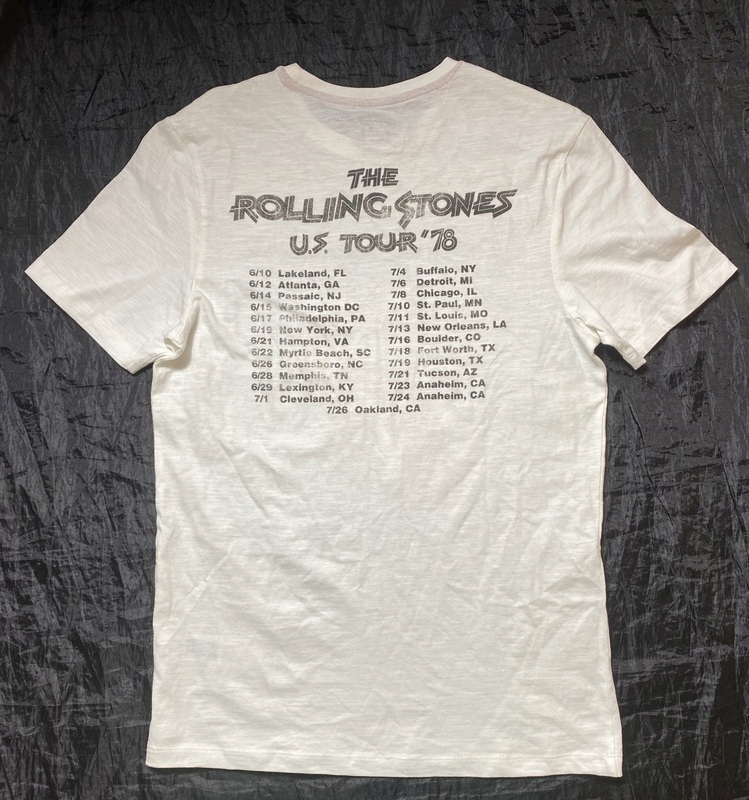 THE
ROLLING STONES
U.S. TOUR '78
6/10 Lakeland, FL
6/12 Atlanta, GA
6/14 Passaic, NJ
6/15 Washington DC
6/17 Philadelphia, PA
6/19 New York, NY
6/21 Hampton, VA
6/22 Myrtle Beach, SC
6/26 Greensboro, NC
6/28 Memphis, TN
6/29 Lexington, KY
7/1 Cleveland, OH
7/4 Buffalo, NY
7/6 Detroit, MI
7/8 Chicago, IL
7/10 St. Paul, MN
7/11 St. Louis, MO
7/13 New Orleans, LA
7/16 Boulder, CO
7/18 Fort Worth, TX
7/19 Houston, TX
7/21 Tucson, AZ
7/23 Anaheim, CA
7/24 Anaheim, CA
7/26 Oakland, CA